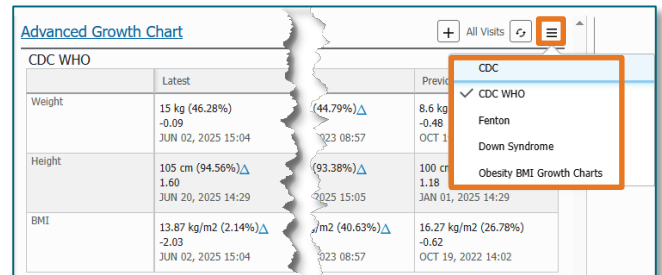 Advanced Growth Chart
All Visits
CDC WHO
Latest
CDC
CDC WHO
Fenton
Down Syndrome
Obesity BMI Growth Charts
Weight
15 kg (46.28%)
-0.09
JUN 02, 2025 15:04
(44.79%)
08:57
8.6 kg
-0.48
OCT
Height
105 cm (94.56%)
1.60
JUN 20, 2025 14:29
(93.38%)
2025 15:05
100 cm
1.18
JAN 01, 2025 14:29
BMI
13.87 kg/m2 (2.14%)
-2.03
JUN 02, 2025 15:04
/m2 (40.63%)
08:57
16.27 kg/m2 (26.78%)
-0.62
OCT 19, 2022 14:02